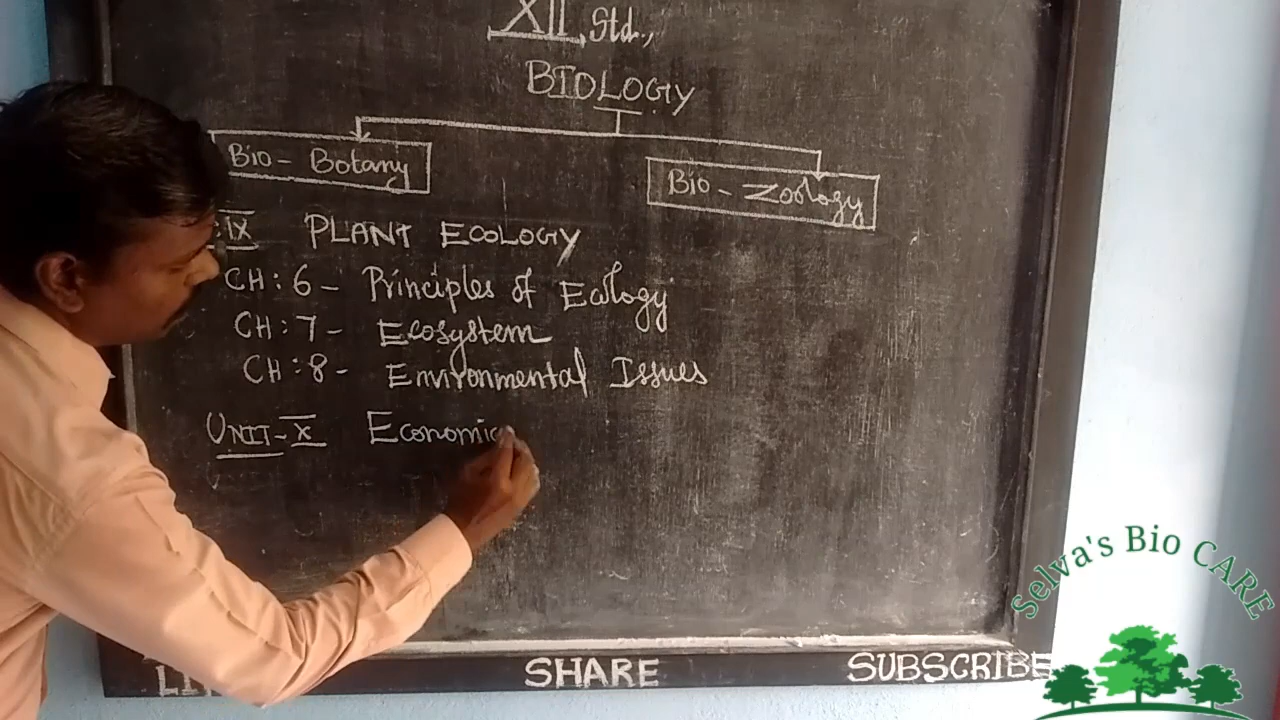 XII Std.,
BIOLOGY
Bio - Botany
Bio - Zoology
IX PLANT ECOLOGY
CH: 6 - Principles of Ecology
CH: 7 - Ecosystem
CH: 8 - Environmental Issues
UNIT - X Economic
SHARE
SUBSCRIBE
Selva's Bio CARE